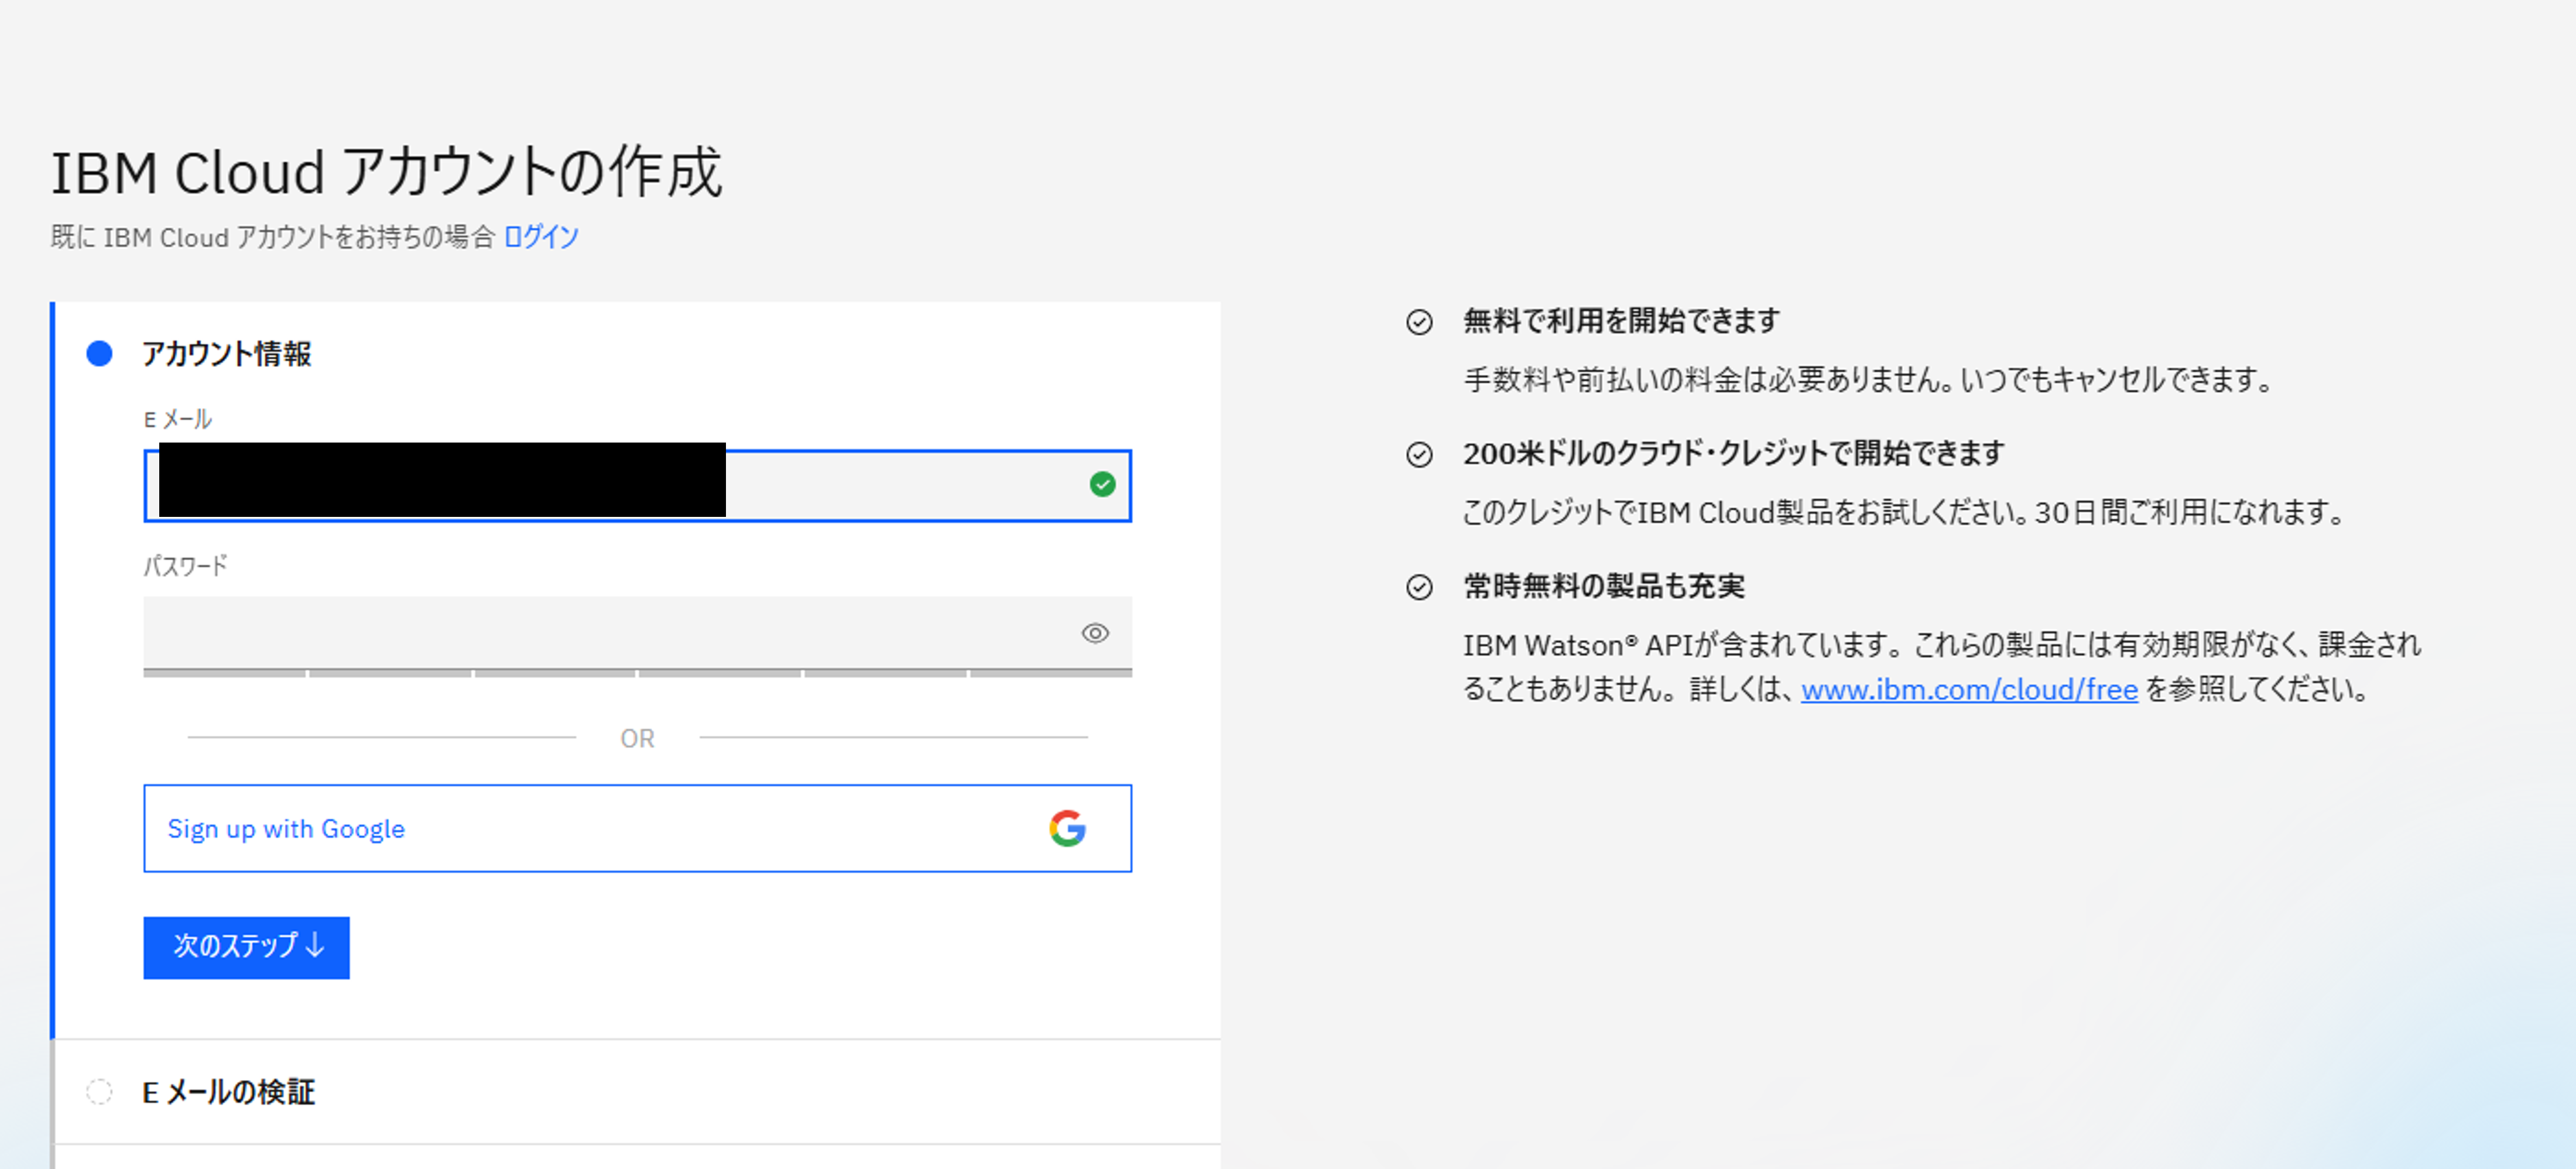 IBM Cloud アカウントの作成
既に IBM Cloud アカウントをお持ちの場合 ログイン
アカウント情報
E メール
パスワード
OR
Sign up with Google
次のステップ ↓
E メールの検証
無料で利用を開始できます
手数料や前払いの料金は必要ありません。いつでもキャンセルできます。
200米ドルのクラウド・クレジットで開始できます
このクレジットでIBM Cloud製品をお試しください。30日間ご利用になれます。
常時無料の製品も充実
IBM Watson® APIが含まれています。これらの製品には有効期限がなく、課金され
ることもありません。詳しくは、www.ibm.com/cloud/free を参照してください。